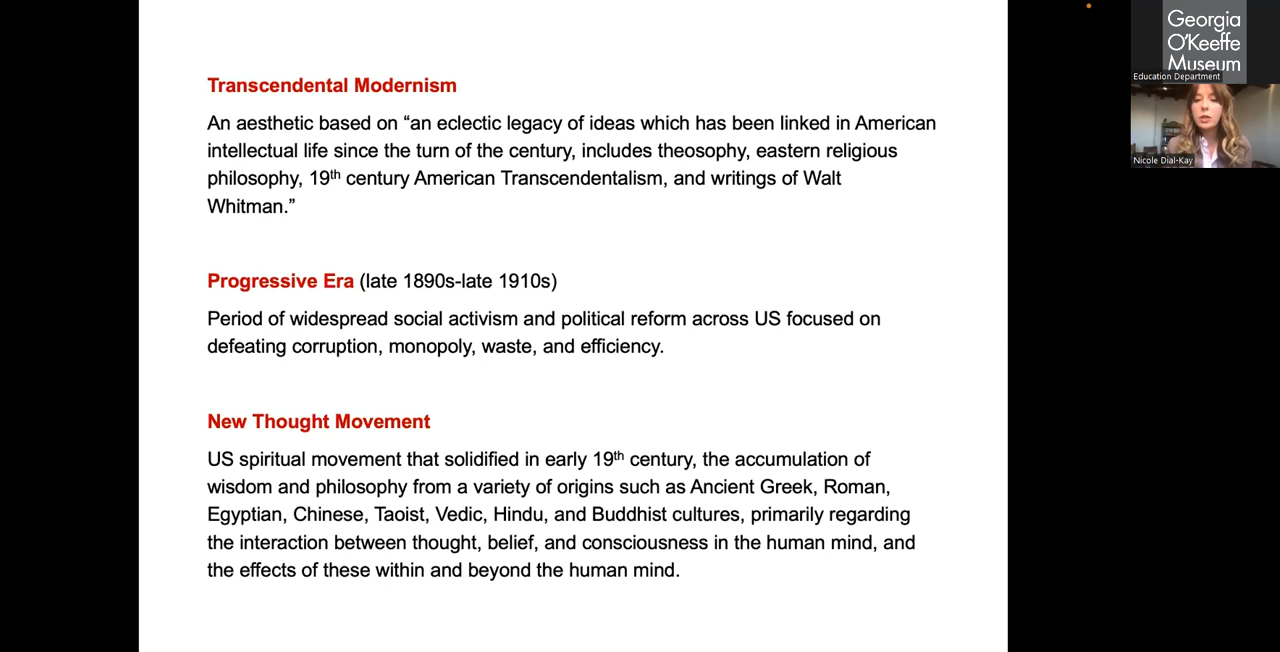 Transcendental Modernism
An aesthetic based on “an eclectic legacy of ideas which has been linked in American
intellectual life since the turn of the century, includes theosophy, eastern religious
philosophy, 19th century American Transcendentalism, and writings of Walt
Whitman.”
Progressive Era (late 1890s-late 1910s)
Period of widespread social activism and political reform across US focused on
defeating corruption, monopoly, waste, and efficiency.
New Thought Movement
US spiritual movement that solidified in early 19th century, the accumulation of
wisdom and philosophy from a variety of origins such as Ancient Greek, Roman,
Egyptian, Chinese, Taoist, Vedic, Hindu, and Buddhist cultures, primarily regarding
the interaction between thought, belief, and consciousness in the human mind, and
the effects of these within and beyond the human mind.
Georgia
O’Keeffe
Museum
Education Department
Nicole Dial-Kay